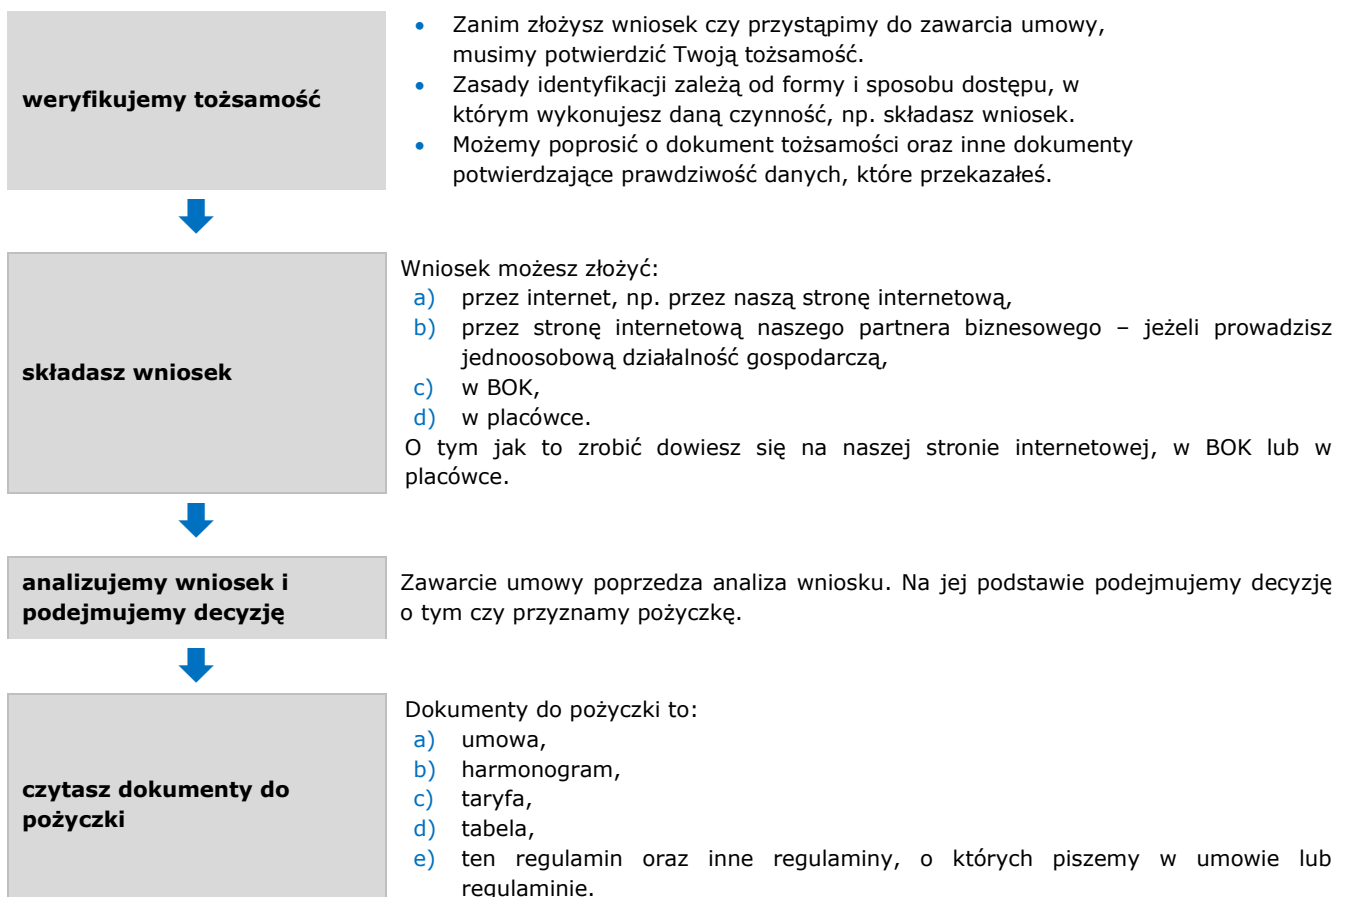 weryfikujemy tożsamość
• Zanim złożysz wniosek czy przystąpimy do zawarcia umowy,
musimy potwierdzić Twoją tożsamość.
• Zasady identyfikacji zależą od formy i sposobu dostępu, w
którym wykonujesz daną czynność, np. składasz wniosek.
• Możemy poprosić o dokument tożsamości oraz inne dokumenty
potwierdzające prawdziwość danych, które przekazałeś.
składasz wniosek
Wniosek możesz złożyć:
a) przez internet, np. przez naszą stronę internetową,
b) przez stronę internetową naszego partnera biznesowego – jeżeli prowadzisz
jednoosobową działalność gospodarczą,
c) w BOK,
d) w placówce.
O tym jak to zrobić dowiesz się na naszej stronie internetowej, w BOK lub w
placówce.
analizujemy wniosek i
podejmujemy decyzję
Zawarcie umowy poprzedza analiza wniosku. Na jej podstawie podejmujemy decyzję
o tym czy przyznamy pożyczkę.
czytasz dokumenty do
pożyczki
Dokumenty do pożyczki to:
a) umowa,
b) harmonogram,
c) taryfa,
d) tabela,
e) ten regulamin oraz inne regulaminy, o których piszemy w umowie lub
regulaminie.